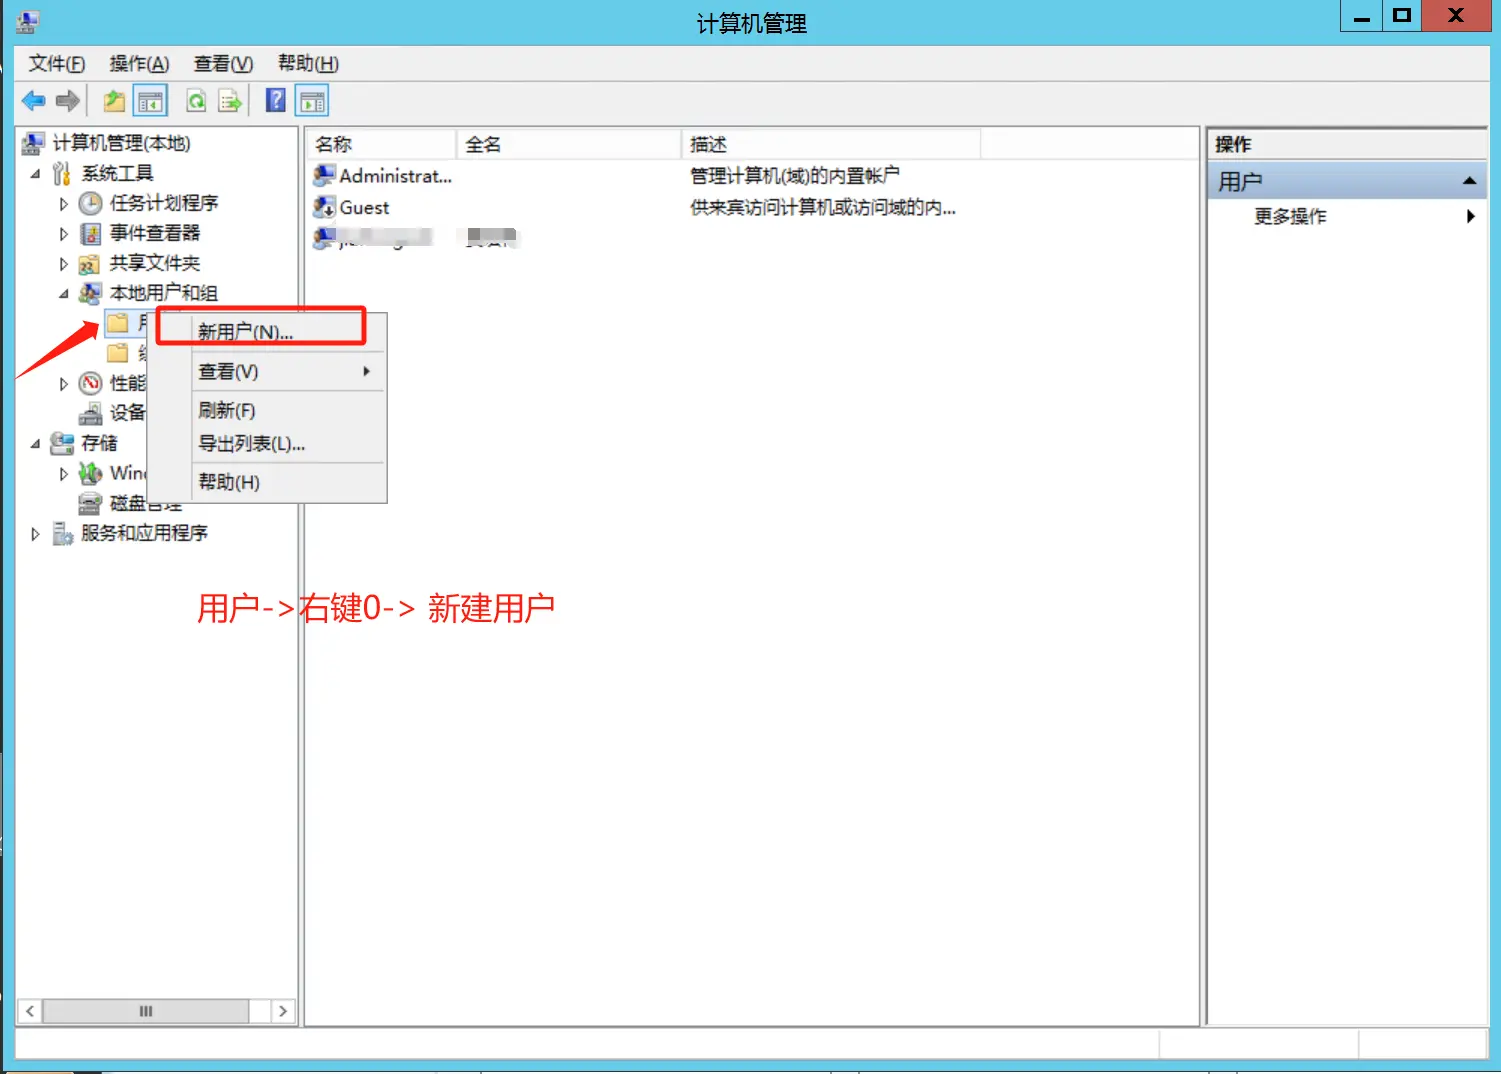 计算机管理
文件(F) 操作(A) 查看(V) 帮助(H)
计算机管理(本地)
系统工具
任务计划程序
事件查看器
共享文件夹
本地用户和组
性能
设备
存储
磁盘管理
服务和应用程序
新用户(N)...
查看(V)
刷新(F)
导出列表(L)...
帮助(H)
名称 全名 描述
Administrat... 管理计算机(域)的内置帐户
Guest 供来宾访问计算机或访问域的内...
操作
用户
更多操作
用户->右键0-> 新建用户